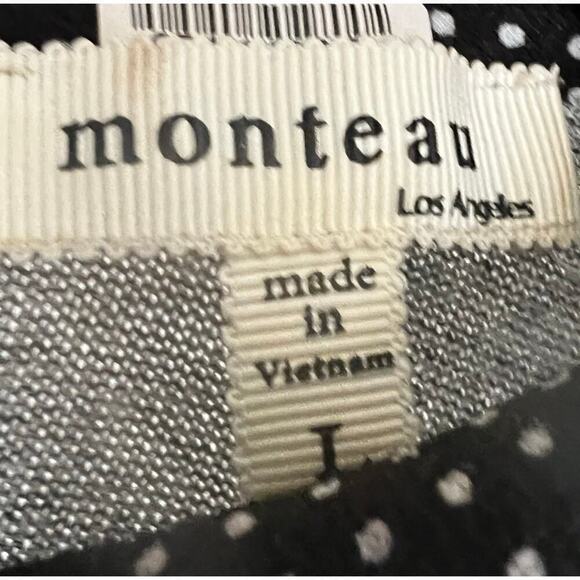 monteau
Los Angeles
made
in
Vietnam
L